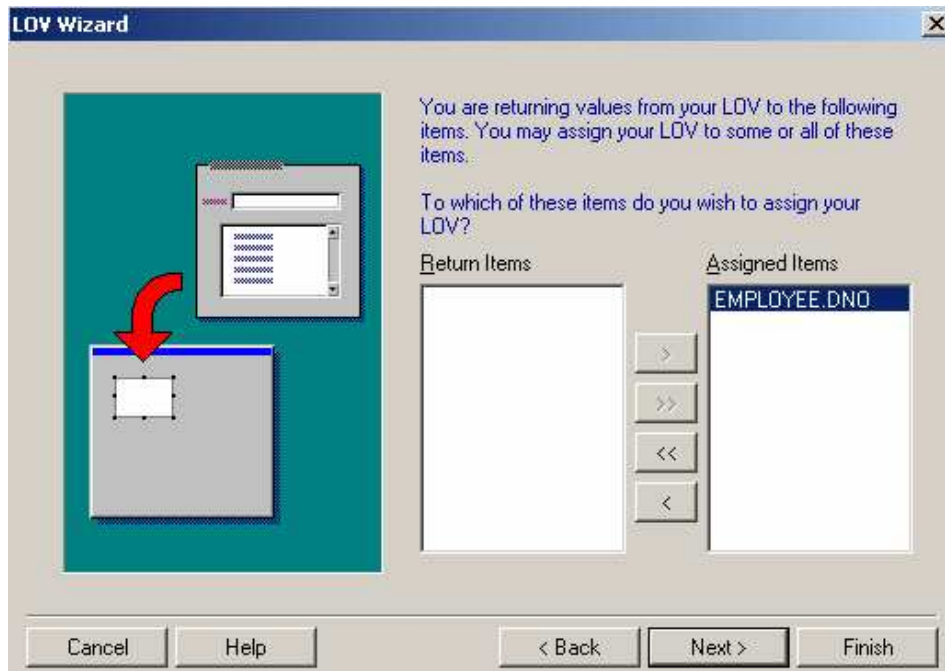 LOV Wizard
You are returning values from your LOV to the following
items. You may assign your LOV to some or all of these
items.
To which of these items do you wish to assign your
LOV?
Return Items
Assigned Items
EMPLOYEE.DNO
>
>>
<<
<
Cancel
Help
< Back
Next >
Finish